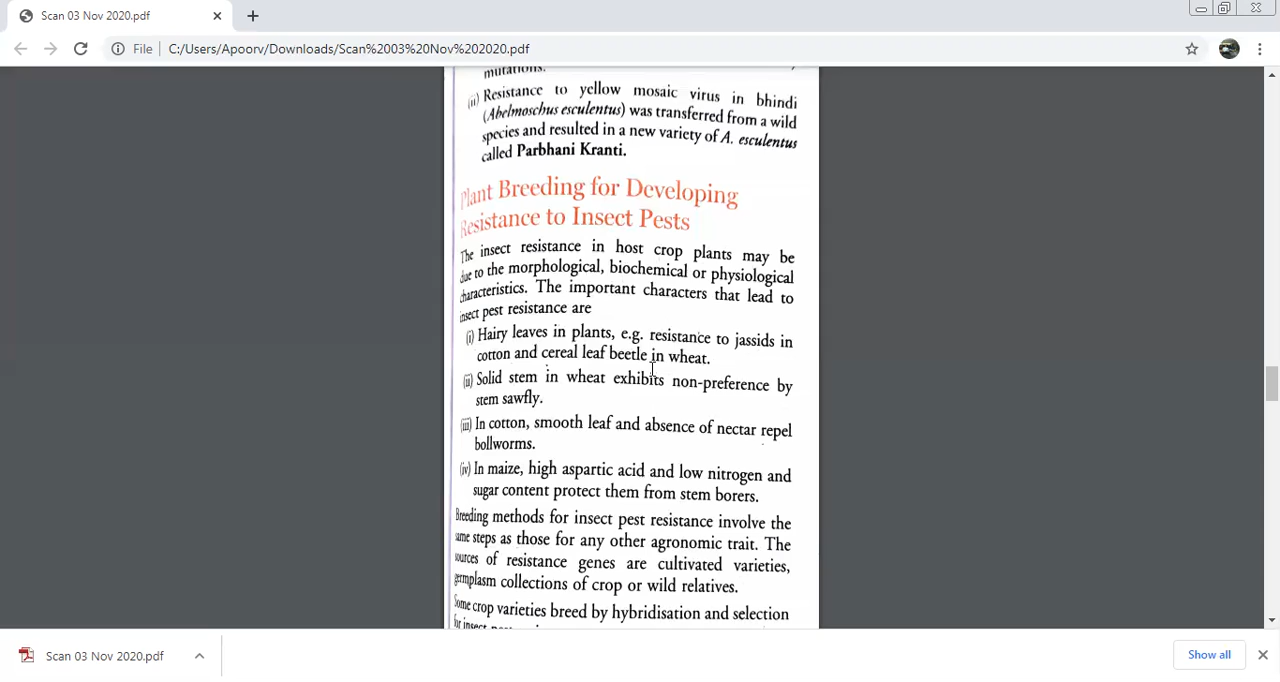 Scan 03 Nov 2020.pdf
File
C:/Users/Apoorv/Downloads/Scan%2003%20Nov%202020.pdf
mutations.
(ii) Resistance to yellow mosaic virus in bhindi
(Abelmoschus esculentus) was transferred from a wild
species and resulted in a new variety of A. esculentus
called Parbhani Kranti.
Plant Breeding for Developing
Resistance to Insect Pests
The insect resistance in host crop plants may be
due to the morphological, biochemical or physiological
characteristics. The important characters that lead to
insect pest resistance are
(i) Hairy leaves in plants, e.g. resistance to jassids in
cotton and cereal leaf beetle in wheat.
(ii) Solid stem in wheat exhibits non-preference by
stem sawfly.
(iii) In cotton, smooth leaf and absence of nectar repel
bollworms.
(iv) In maize, high aspartic acid and low nitrogen and
sugar content protect them from stem borers.
Breeding methods for insect pest resistance involve the
same steps as those for any other agronomic trait. The
sources of resistance genes are cultivated varieties,
germplasm collections of crop or wild relatives.
Some crop varieties breed by hybridisation and selection
for insect
Scan 03 Nov 2020.pdf
Show all